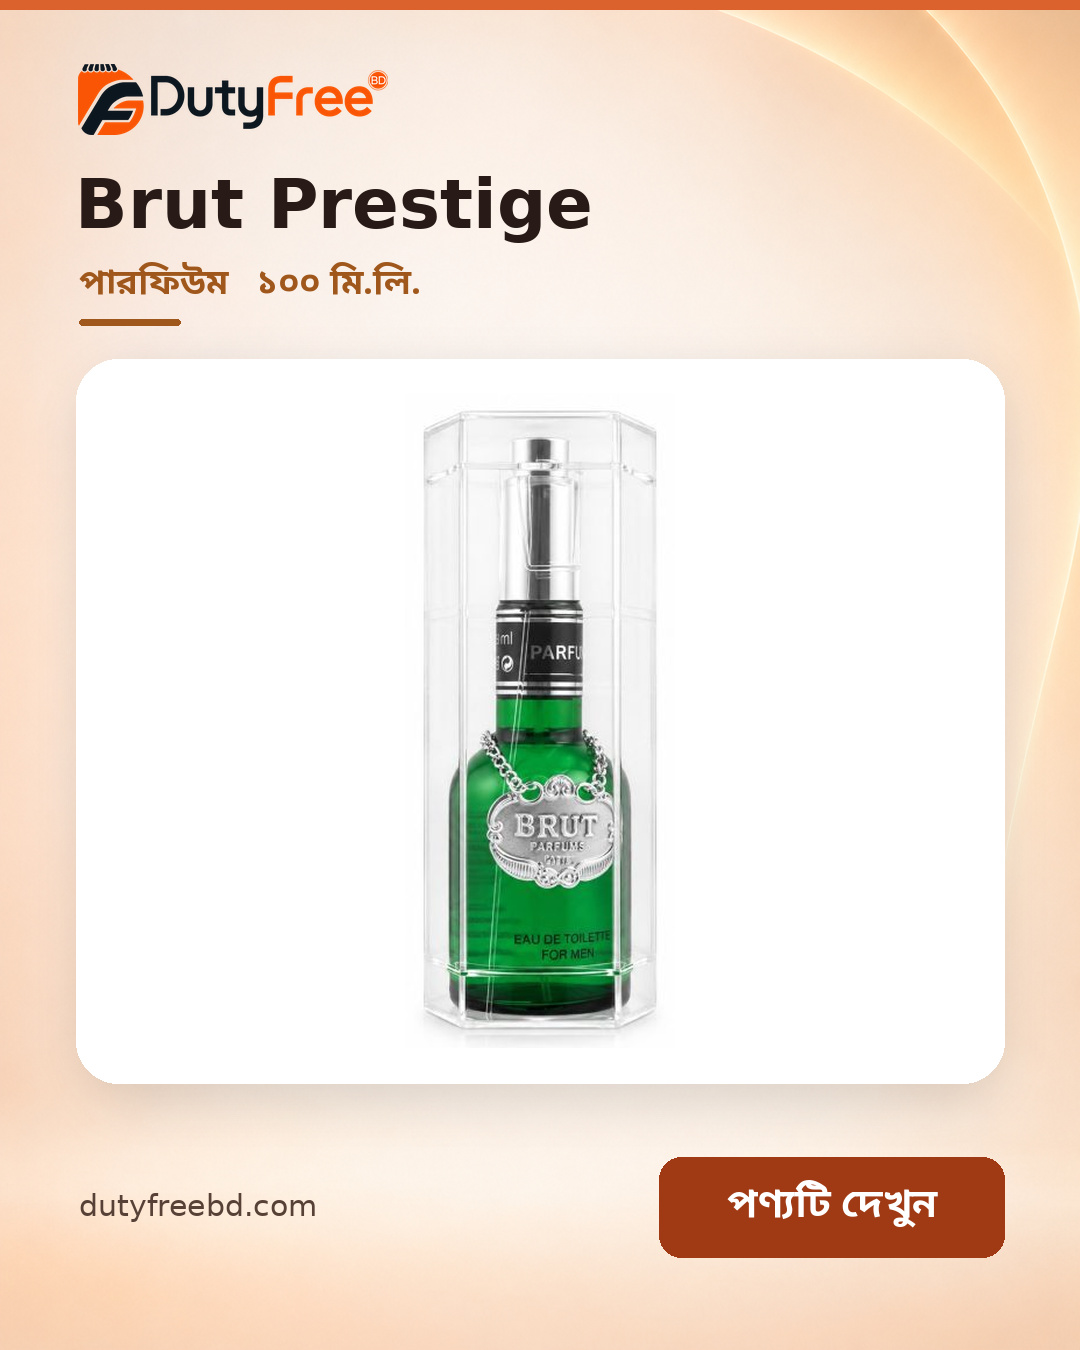 DutyFree BD
Brut Prestige
পারফিউম ১০০ মি.লি.
ml
PARFU
BRUT
PARFUMS
EAU DE TOILETTE
FOR MEN
dutyfreebd.com
পণ্যটি দেখুন